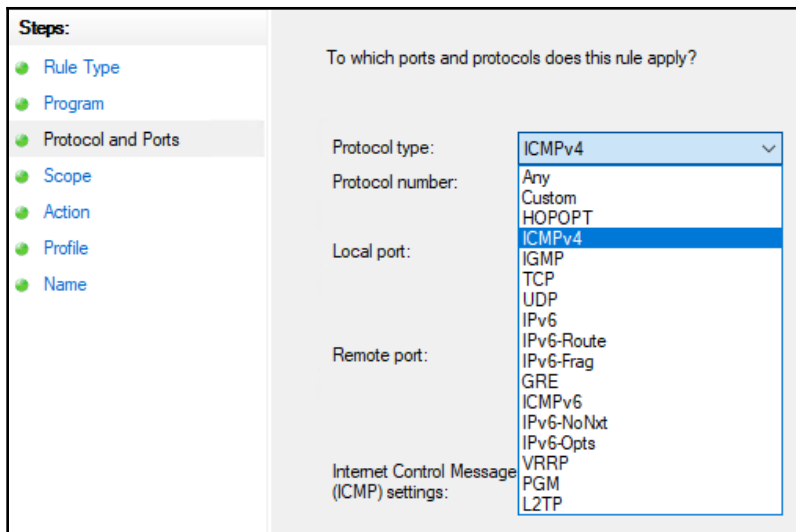 Steps:
Rule Type
Program
Protocol and Ports
Scope
Action
Profile
Name
To which ports and protocols does this rule apply?
Protocol type:
ICMPv4
Protocol number:
Any
Custom
HOPOPT
ICMPv4
Local port:
IGMP
TCP
UDP
IPv6
IPv6-Route
Remote port:
IPv6-Frag
GRE
ICMPv6
IPv6-NoNxt
IPv6-Opts
VRRP
Internet Control Message
(ICMP) settings:
PGM
L2TP